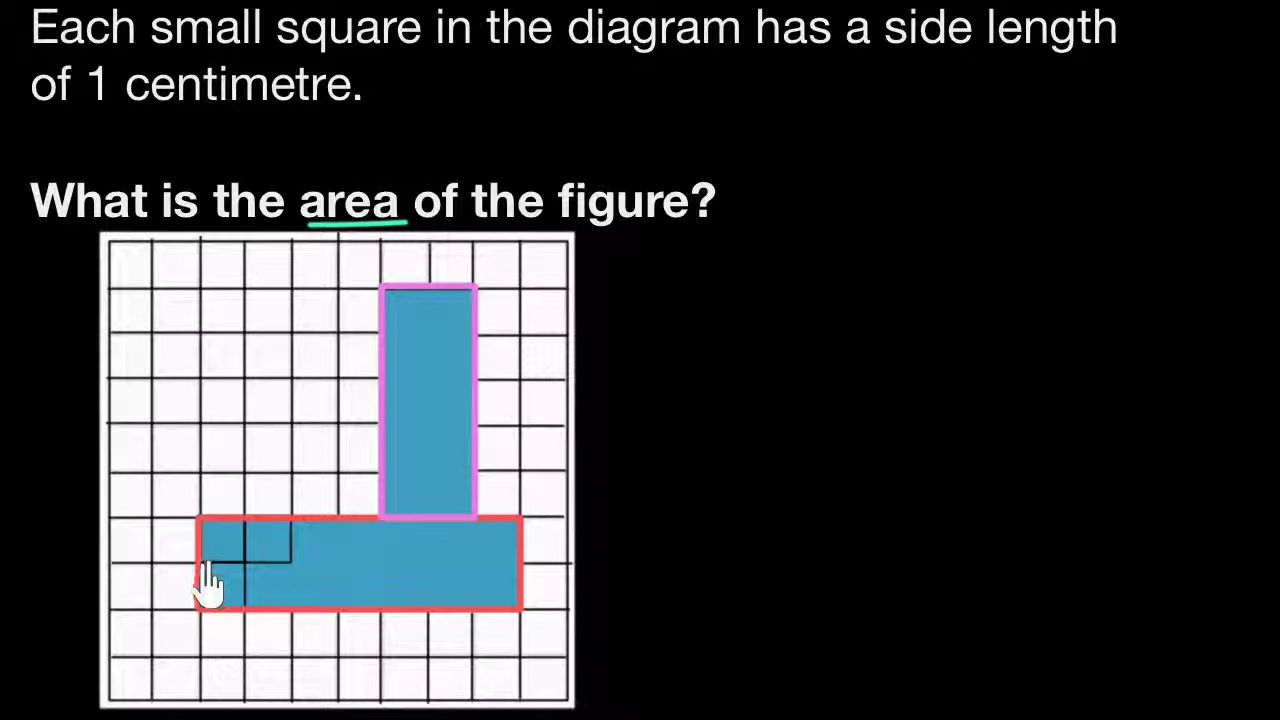 Each small square in the diagram has a side length
of 1 centimetre.
What is the area of the figure?